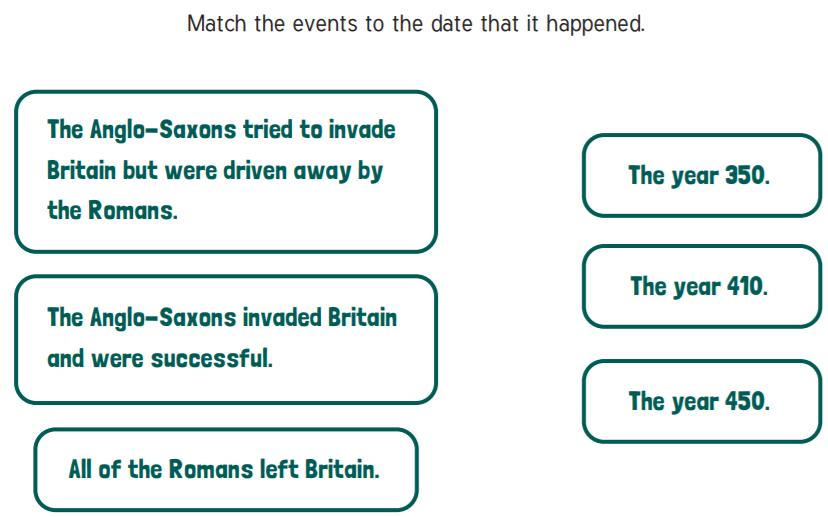 Match the events to the date that it happened.
The Anglo-Saxons tried to invade
Britain but were driven away by
the Romans.
The Anglo-Saxons invaded Britain
and were successful.
All of the Romans left Britain.
The year 350.
The year 410.
The year 450.